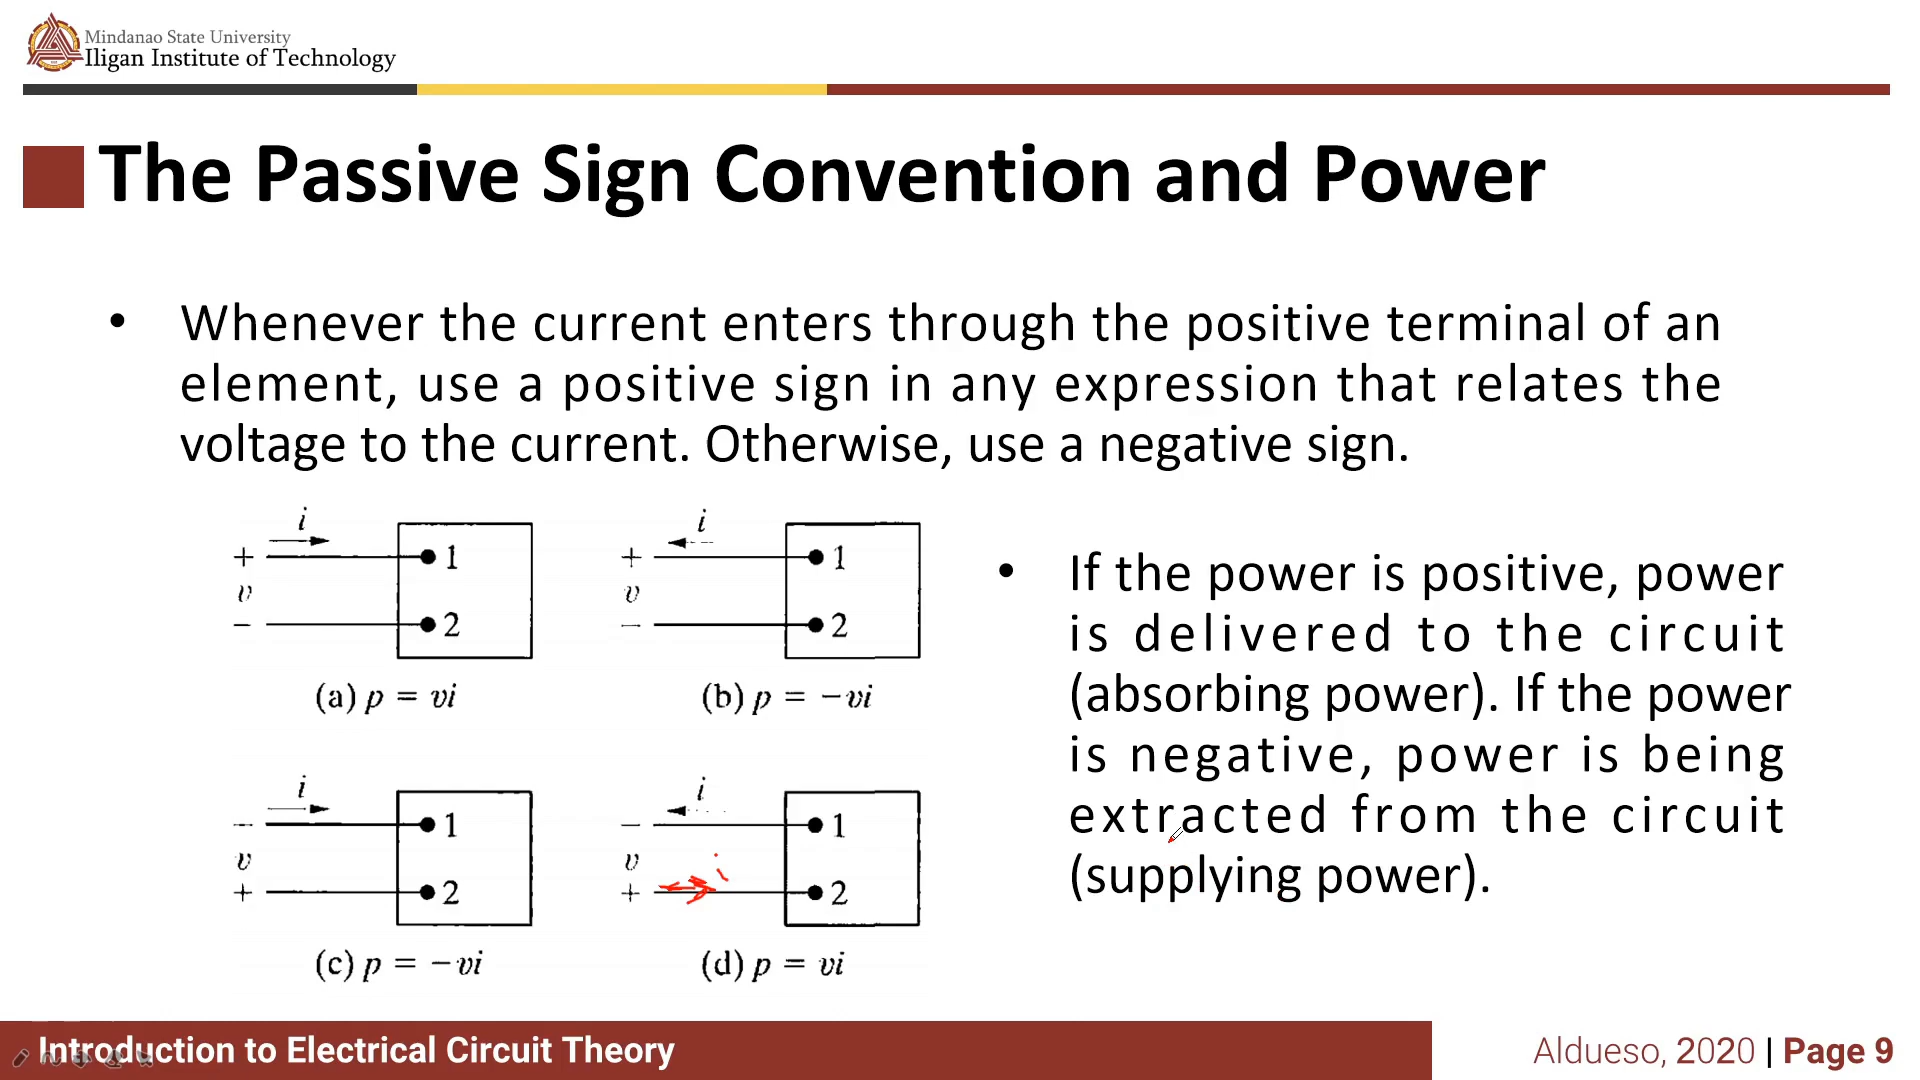 Mindanao State University
Iligan Institute of Technology
The Passive Sign Convention and Power
• Whenever the current enters through the positive terminal of an
element, use a positive sign in any expression that relates the
voltage to the current. Otherwise, use a negative sign.
i
+
v
−
1
2
(a) p = vi
i
+
v
−
1
2
(b) p = −vi
i
−
v
+
1
2
(c) p = −vi
i
−
v
+
i
1
2
(d) p = vi
• If the power is positive, power
is delivered to the circuit
(absorbing power). If the power
is negative, power is being
extracted from the circuit
(supplying power).
Introduction to Electrical Circuit Theory
Aldueso, 2020 | Page 9